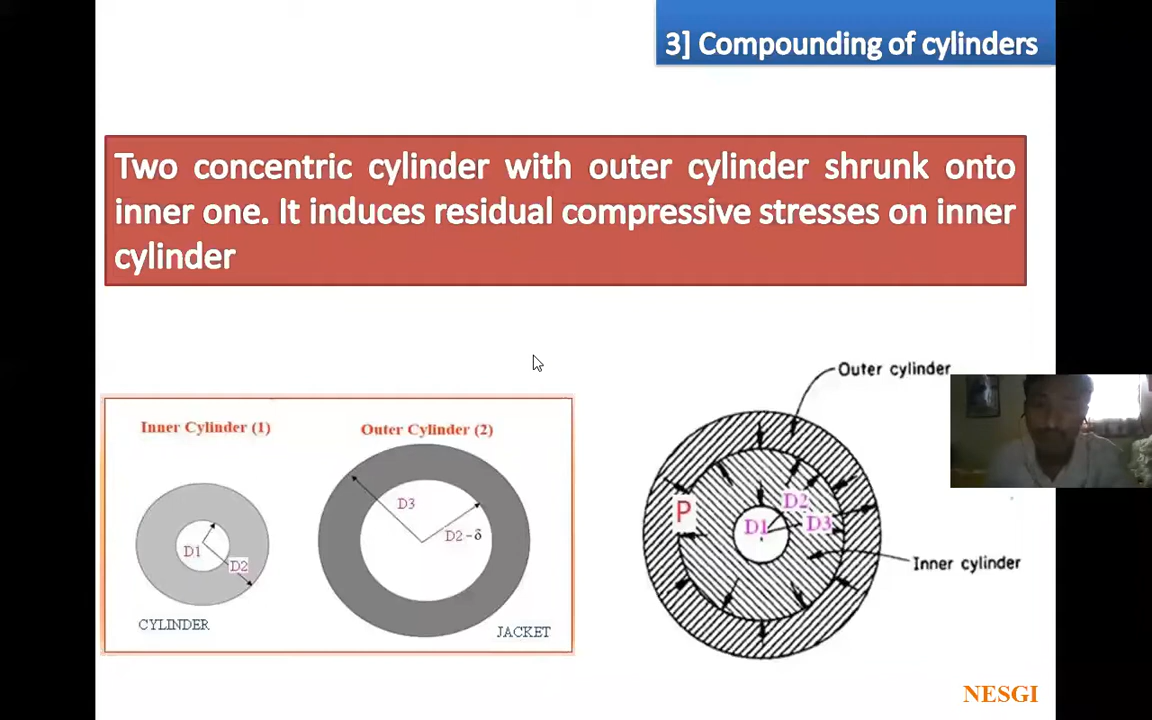 3] Compounding of cylinders
Two concentric cylinder with outer cylinder shrunk onto
inner one. It induces residual compressive stresses on inner
cylinder
Inner Cylinder (1)
Outer Cylinder (2)
D1
D2
D3
D2-δ
CYLINDER
JACKET
Outer cylinder
P
D1
D2
D3
Inner cylinder
NESGI